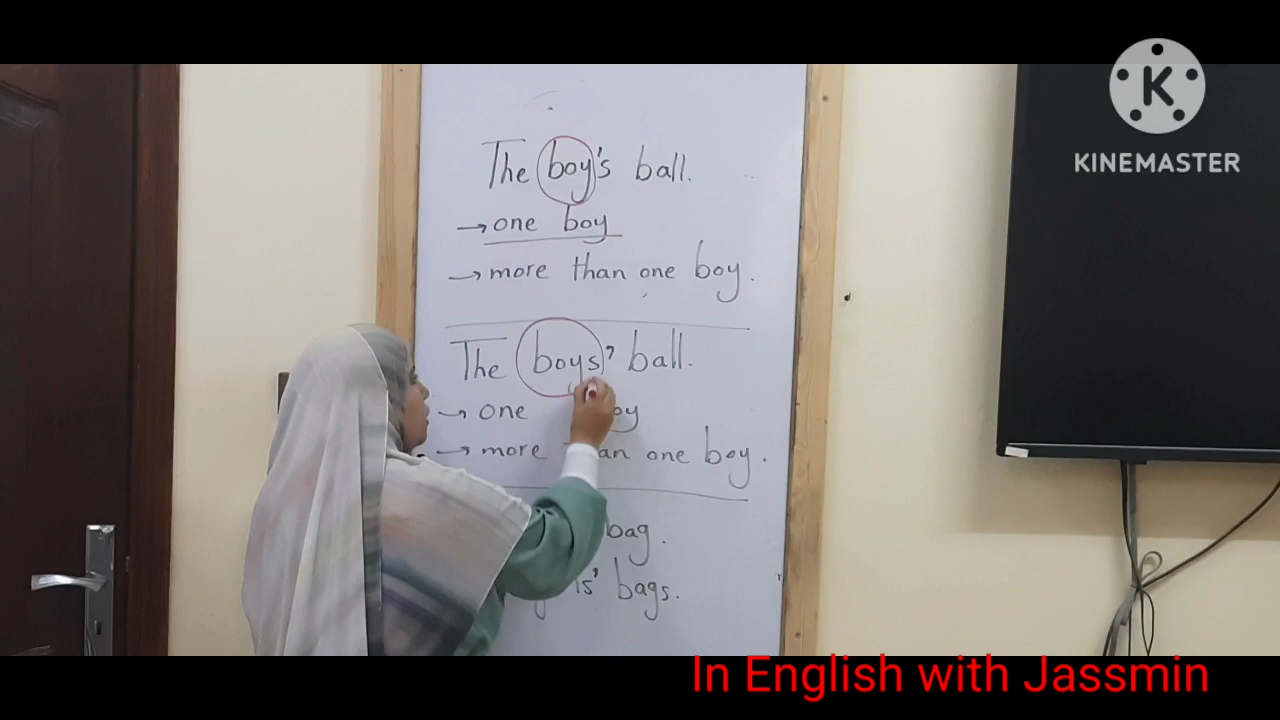 The boy's ball.
→ one boy
→ more than one boy.
The boys' ball.
→ one
→ more than one boy.
bag.
bags.
K
KINEMASTER
In English with Jassmin